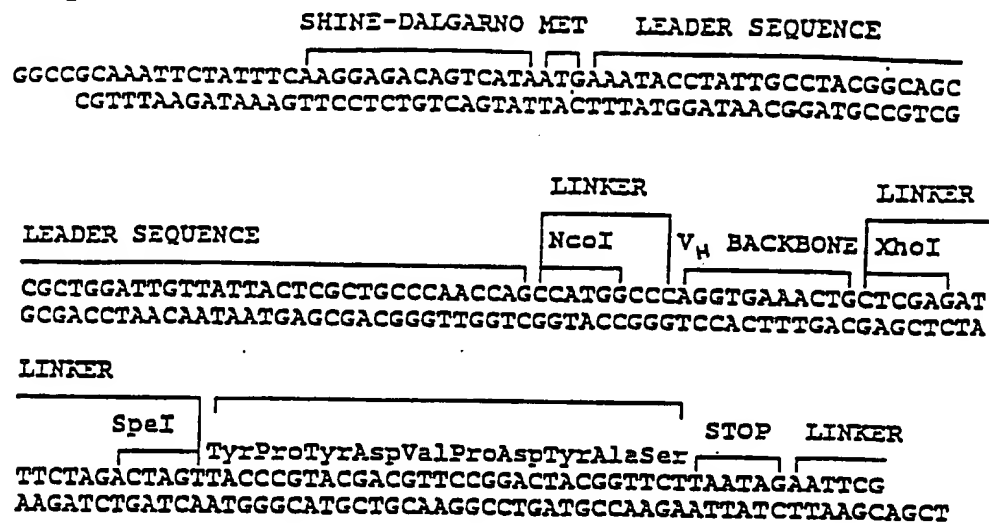 SHINE-DALGARNO MET LEADER SEQUENCE
GGCCGCAAATTCTATTTCAAGGAGACAGTCATAATGAAATACCTATTGCCTACGGCAGC
CGTTTAAGATAAAGTTCCTCTGTCAGTATTACTTTATGGATAACGGATGCCGTCG
LINKER LINKER
LEADER SEQUENCE NcoI VH BACKBONE XhoI
CGCTGGATTGTTATTACTCGCTGCCCAACCAGCCATGGCCCAGGTGAAACTGCTCGAGAT
GCGACCTAACAATAATGAGCGACGGGTTGGTCGGTACCGGGTCCACTTTGACGAGCTCTA
LINKER
SpeI STOP LINKER
TyrProTyrAspValProAspTyrAlaSer
TTCTAGACTAGTTACCCGTACGACGTTCCGGACTACGGTTCTTAATAGAATTCG
AAGATCTGATCAATGGGCATGCTGCAAGGCCTGATGCCAAGAATTATCTTAAGCAGCT